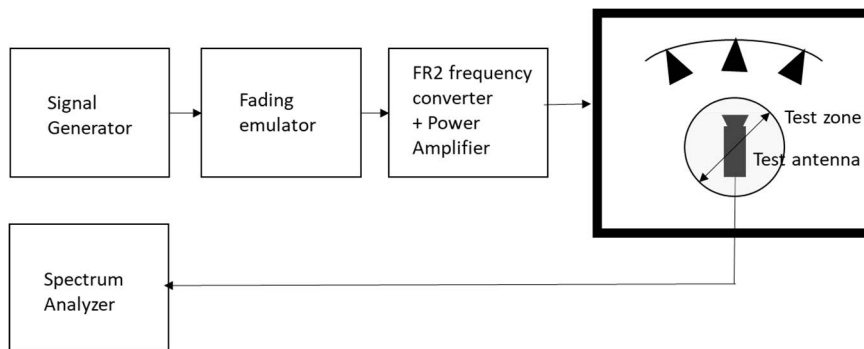 Signal
Generator
Fading
emulator
FR2 frequency
converter
+ Power
Amplifier
Test zone
Test antenna
Spectrum
Analyzer